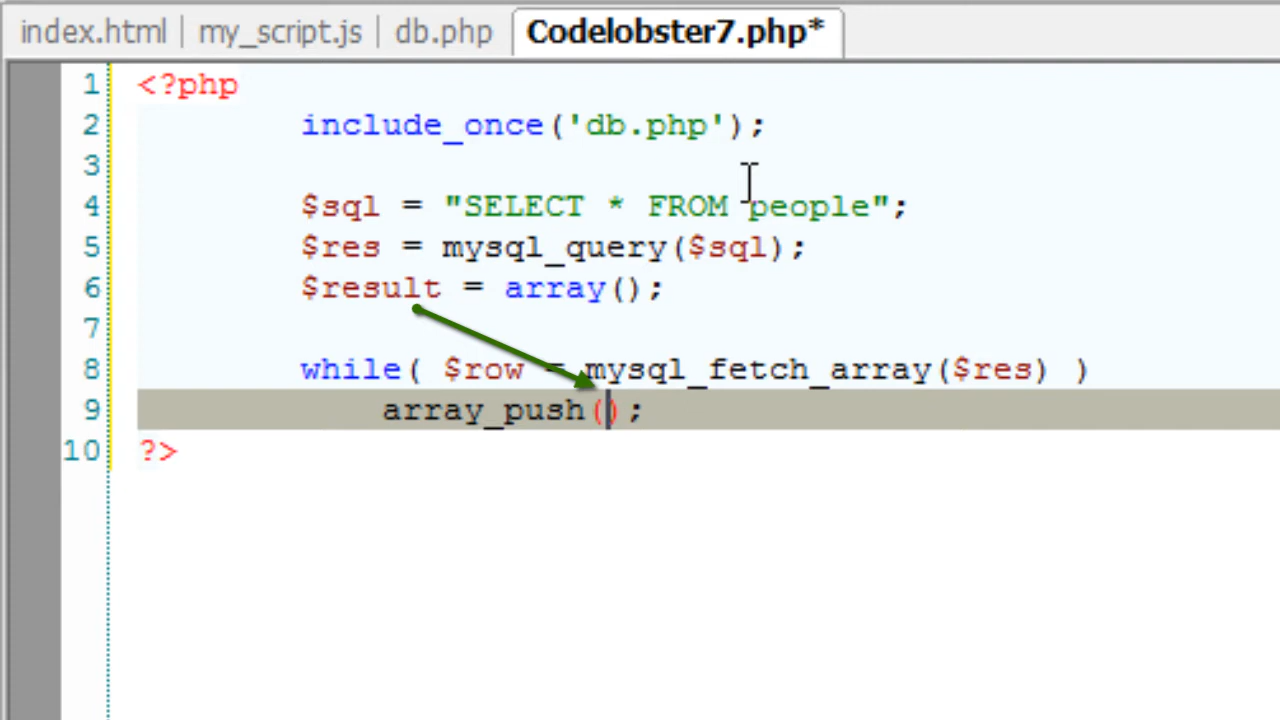 index.html | my_script.js | db.php | Codelobster7.php*
1 <?php
2 include_once('db.php');
3
4 $sql = "SELECT * FROM people";
5 $res = mysql_query($sql);
6 $result = array();
7
8 while( $row = mysql_fetch_array($res) )
9 array_push();
10 ?>